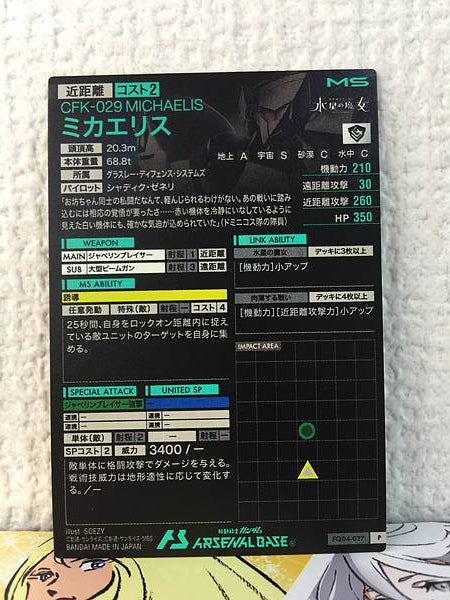 近距離 コスト2
MS
CFK-029 MICHAELIS
ミカエリス
水星の魔女
頭頂高 20.3m
本体重量 68.8t
所属 グラスレー・ディフェンス・システムズ
パイロット シャディク・ゼネリ
地上 A 宇宙 S 砂漠 C 水中 C
機動力 210
遠距離攻撃 30
近距離攻撃 260
HP 350
「お坊ちゃん同士の私闘だなんて、軽んじられるわけがない。あの戦いに踏み
込むには相応の覚悟が要ったさ……赤い機体を冷静にいなしているように
見えた白い機体にも、確かな気迫が込められていた」(ドミニコス隊の隊員)
WEAPON
MAIN ジャベリンブレイサー 射程 1 近距離
SUB 大型ビームガン 射程 3 遠距離
MS ABILITY
誘導
任意発動 特殊(敵) 射程 ― コスト 4
25秒間、自身をロックオン距離内に捉え
ている敵ユニットのターゲットを自身に集
める。
LINK ABILITY
水星の魔女 デッキに3枚以上
[機動力]小アップ
肉薄する戦い デッキに4枚以上
[機動力][近距離攻撃力]小アップ
IMPACT AREA
SPECIAL ATTACK UNITED SP
ジャベリンブレイサー強襲 ―
連携 ― 連携 ―
連携 ― 連携 ―
単体(敵) 射程 2 ― 射程 ―
SPコスト 2 威力 3400 / ―
敵単体に格闘攻撃でダメージを与える。
戦術技威力は地形適性に応じて変化す
る。/―
illust. SOEZY
©創通・サンライズ ©創通・サンライズ・MBS
BANDAI MADE IN JAPAN
機動戦士ガンダム
ARSENAL BASE
FQ04-027 P